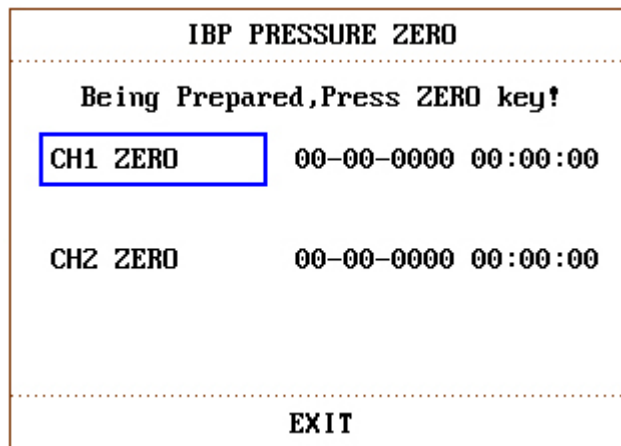 IBP PRESSURE ZERO
Being Prepared,Press ZERO key!
CH1 ZERO 00-00-0000 00:00:00
CH2 ZERO 00-00-0000 00:00:00
EXIT